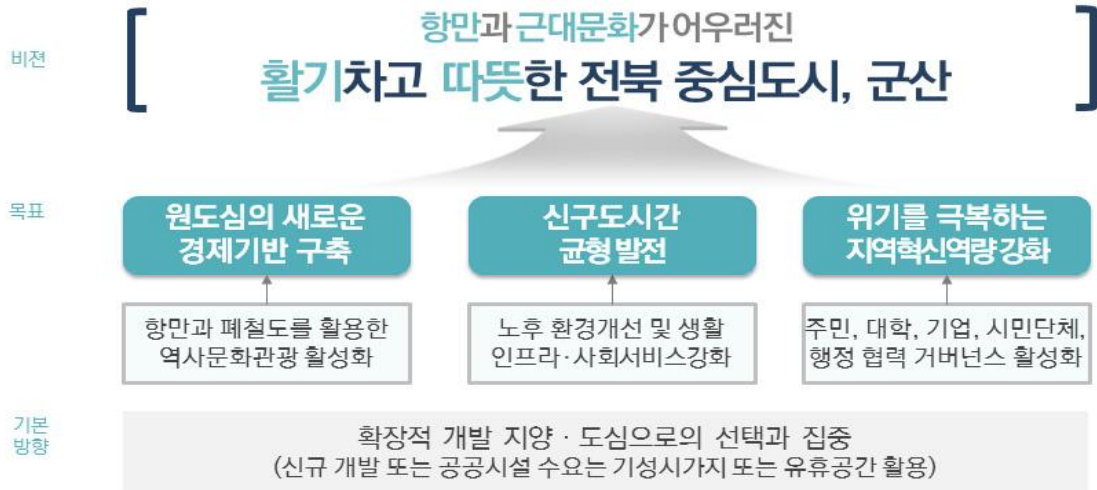 비젼
항만과 근대문화가 어우러진
활기차고 따뜻한 전북 중심도시, 군산
목표
원도심의 새로운
경제기반 구축
신구도시간
균형 발전
위기를 극복하는
지역혁신역량 강화
항만과 폐철도를 활용한
역사문화관광 활성화
노후 환경개선 및 생활
인프라·사회서비스강화
주민, 대학, 기업, 시민단체,
행정 협력 거버넌스 활성화
기본
방향
확장적 개발 지양 · 도심으로의 선택과 집중
(신규 개발 또는 공공시설 수요는 기성시가지 또는 유휴공간 활용)